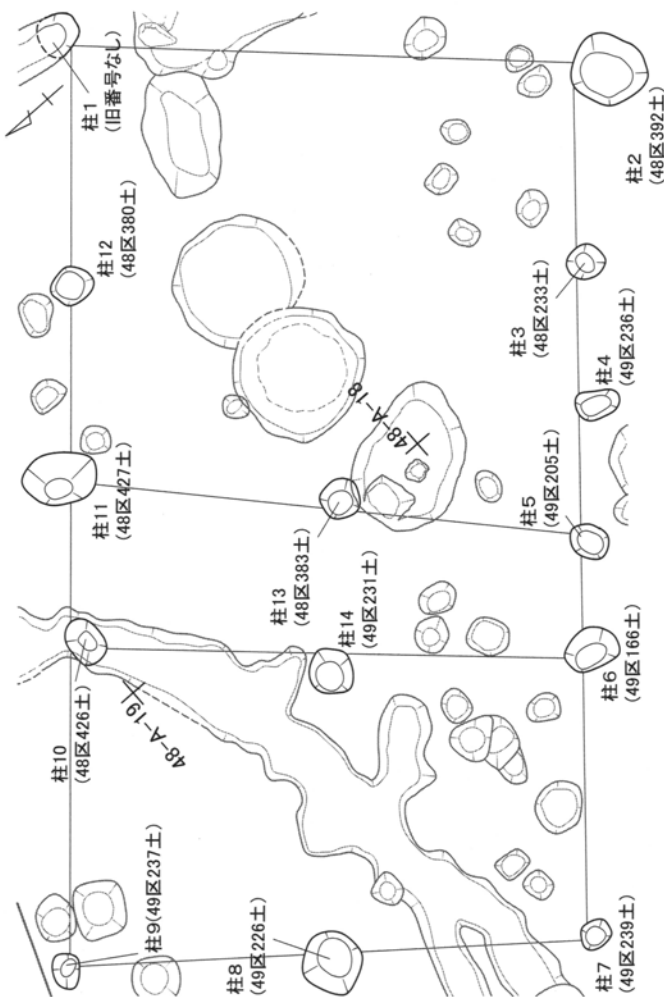 柱1
(旧番号なし)
柱2
(48区392土)
柱3
(48区233土)
柱4
(49区236土)
柱5
(49区205土)
柱6
(49区166土)
柱7
(49区239土)
柱8
(49区226土)
柱9(49区237土)
柱10
(48区426土)
柱11
(48区427土)
柱12
(48区380土)
柱13
(48区383土)
柱14
(49区231土)
48-A-18
48-A-19